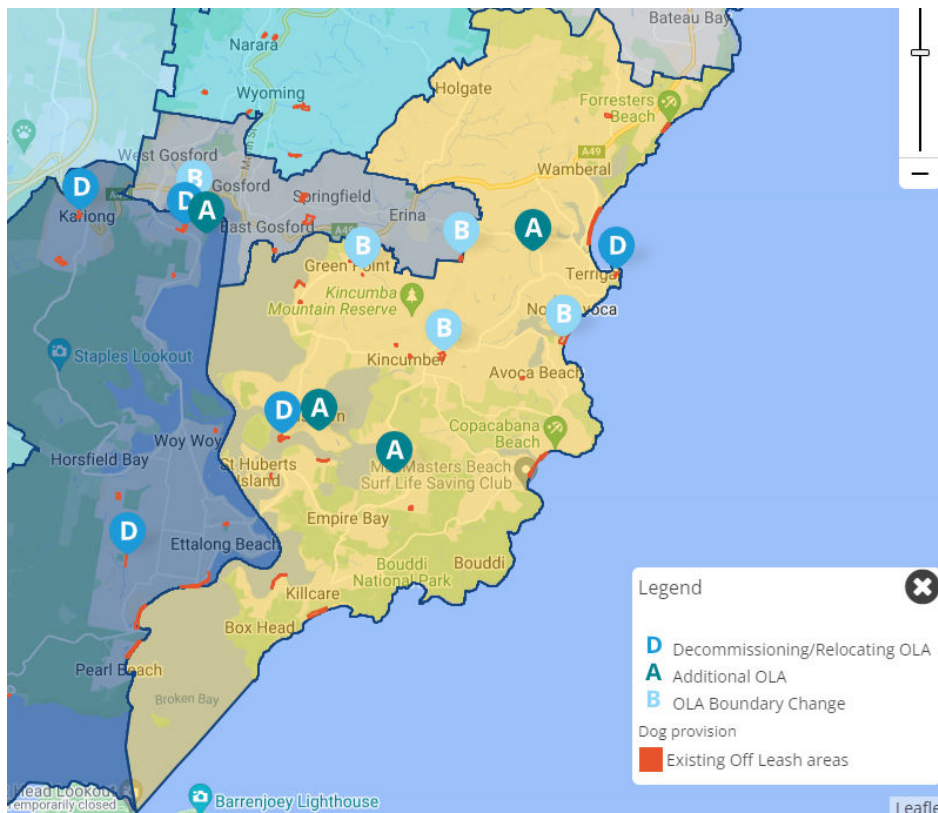 Bateau Bay
Narara
Holgate
Wyoming
Forresters
Beach
A49
Wamberal
West Gosford
B
D
Gosford
Springfield
D
A
Kariong
East Gosford
Erina
A49
B
B
A
D
Green Point
Terrigal
Kincumba
Mountain Reserve
B
B
Staples Lookout
Kincumber
Avoca Beach
D
A
Copacabana
Beach
Woy Woy
Horsfield Bay
A
St Huberts
Island
MacMasters Beach
Surf Life Saving Club
D
Empire Bay
Ettalong Beach
Bouddi
National Park
Bouddi
Killcare
Box Head
Pearl Beach
Broken Bay
Head Lookout
Temporarily closed
Barrenjoey Lighthouse
Legend
D Decommissioning/Relocating OLA
A Additional OLA
B OLA Boundary Change
Dog provision
Existing Off Leash areas